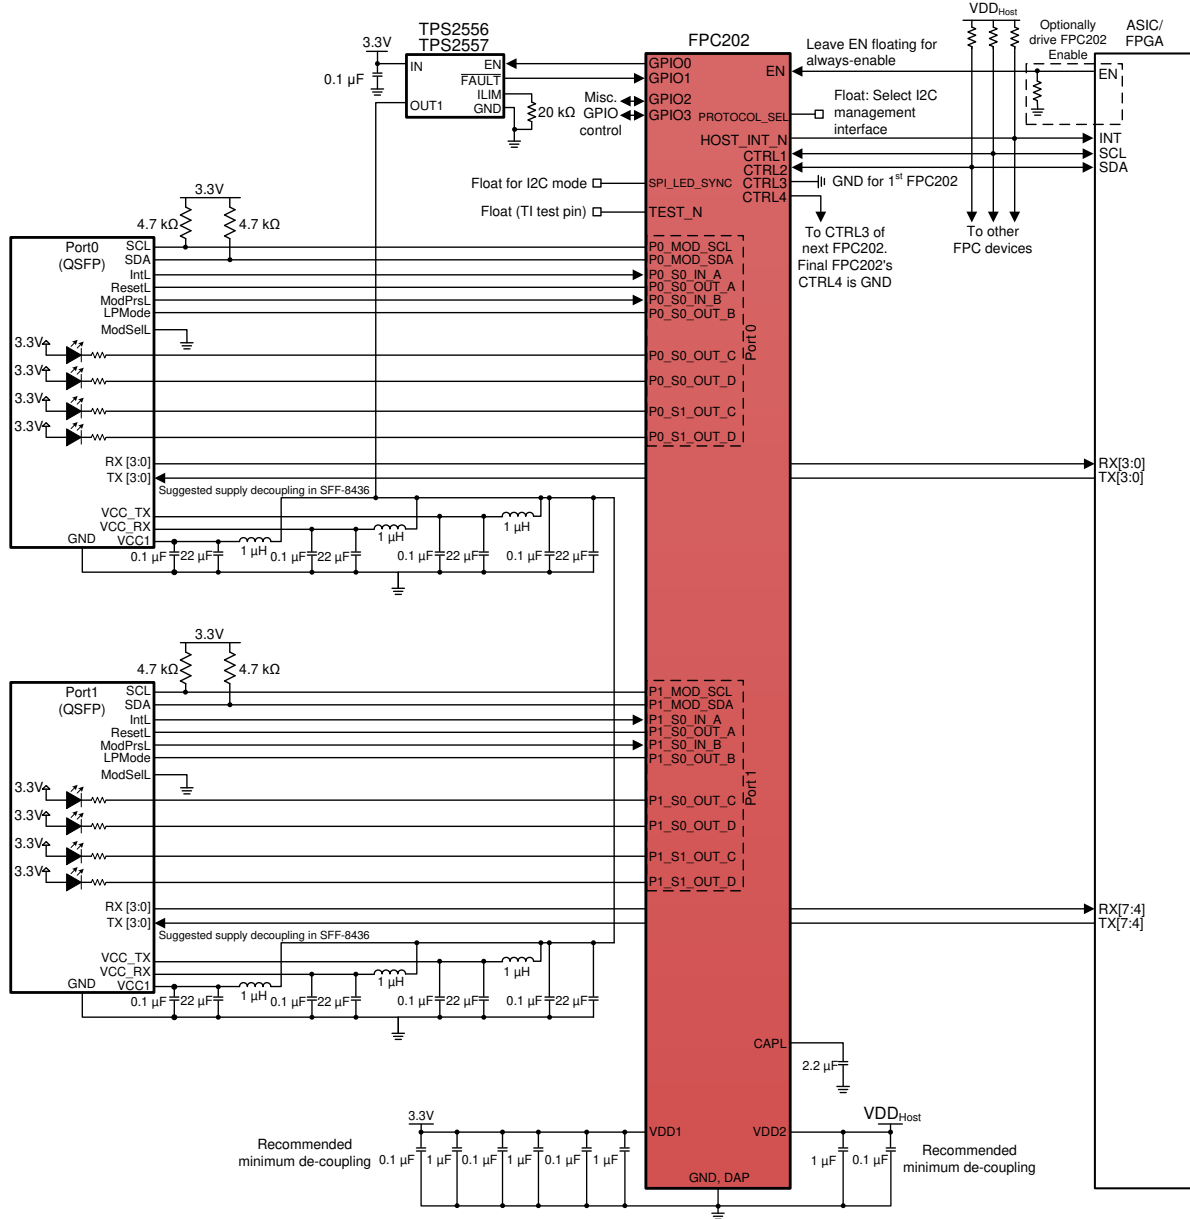 TPS2556
TPS2557
3.3V
IN
EN
FAULT
ILIM
GND
OUT1
0.1 µF
20 kΩ
Misc.
GPIO
control
FPC202
GPIO0
GPIO1
GPIO2
GPIO3
EN
PROTOCOL_SEL
HOST_INT_N
CTRL1
CTRL2
CTRL3
CTRL4
SPI_LED_SYNC
TEST_N
Leave EN floating for
always-enable
Float: Select I2C
management
interface
VDDHost
Optionally
drive FPC202
Enable
ASIC/
FPGA
EN
INT
SCL
SDA
GND for 1st FPC202
To CTRL3 of
next FPC202.
Final FPC202's
CTRL4 is GND
To other
FPC devices
Float for I2C mode
Float (TI test pin)
3.3V
4.7 kΩ
4.7 kΩ
Port0
(QSFP)
SCL
SDA
IntL
ResetL
ModPrsL
LPMode
ModSelL
3.3V
3.3V
3.3V
3.3V
RX [3:0]
TX [3:0]
Suggested supply decoupling in SFF-8436
VCC_TX
VCC_RX
VCC1
GND
0.1 µF
22 µF
1 µH
0.1 µF
22 µF
1 µH
0.1 µF
22 µF
1 µH
0.1 µF
22 µF
P0_MOD_SCL
P0_MOD_SDA
P0_S0_IN_A
P0_S0_OUT_A
P0_S0_IN_B
P0_S0_OUT_B
P0_S0_OUT_C
P0_S0_OUT_D
P0_S1_OUT_C
P0_S1_OUT_D
Port 0
RX[3:0]
TX[3:0]
3.3V
4.7 kΩ
4.7 kΩ
Port1
(QSFP)
SCL
SDA
IntL
ResetL
ModPrsL
LPMode
ModSelL
3.3V
3.3V
3.3V
3.3V
RX [3:0]
TX [3:0]
Suggested supply decoupling in SFF-8436
VCC_TX
VCC_RX
VCC1
GND
0.1 µF
22 µF
1 µH
0.1 µF
22 µF
1 µH
0.1 µF
22 µF
1 µH
0.1 µF
22 µF
P1_MOD_SCL
P1_MOD_SDA
P1_S0_IN_A
P1_S0_OUT_A
P1_S0_IN_B
P1_S0_OUT_B
P1_S0_OUT_C
P1_S0_OUT_D
P1_S1_OUT_C
P1_S1_OUT_D
Port 1
RX[7:4]
TX[7:4]
CAPL
2.2 µF
3.3V
VDD1
VDD2
VDDHost
Recommended
minimum de-coupling
0.1 µF
1 µF
0.1 µF
1 µF
0.1 µF
1 µF
1 µF
0.1 µF
Recommended
minimum de-coupling
GND, DAP